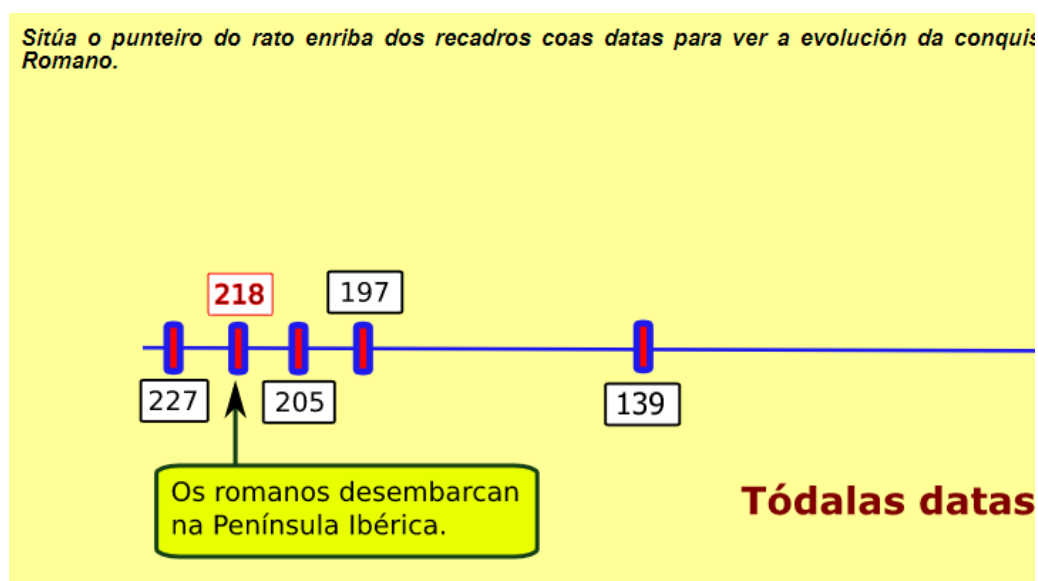 Sitúa o punteiro do rato enriba dos recadros coas datas para ver a evolución da
Romano.
218
197
227
205
139
Os romanos desembarcan
na Península Ibérica.
Tódalas datas